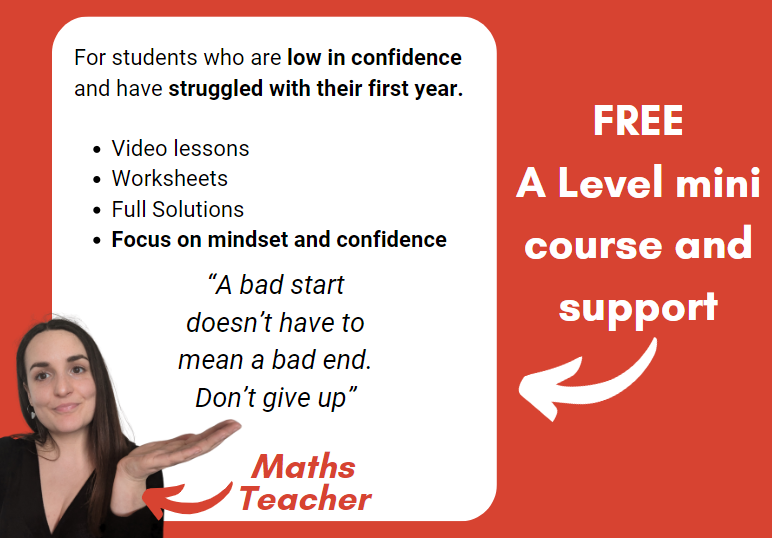 For students who are low in confidence
and have struggled with their first year.
• Video lessons
• Worksheets
• Full Solutions
• Focus on mindset and confidence
“A bad start
doesn’t have to
mean a bad end.
Don’t give up”
Maths
Teacher
FREE
A Level mini
course and
support